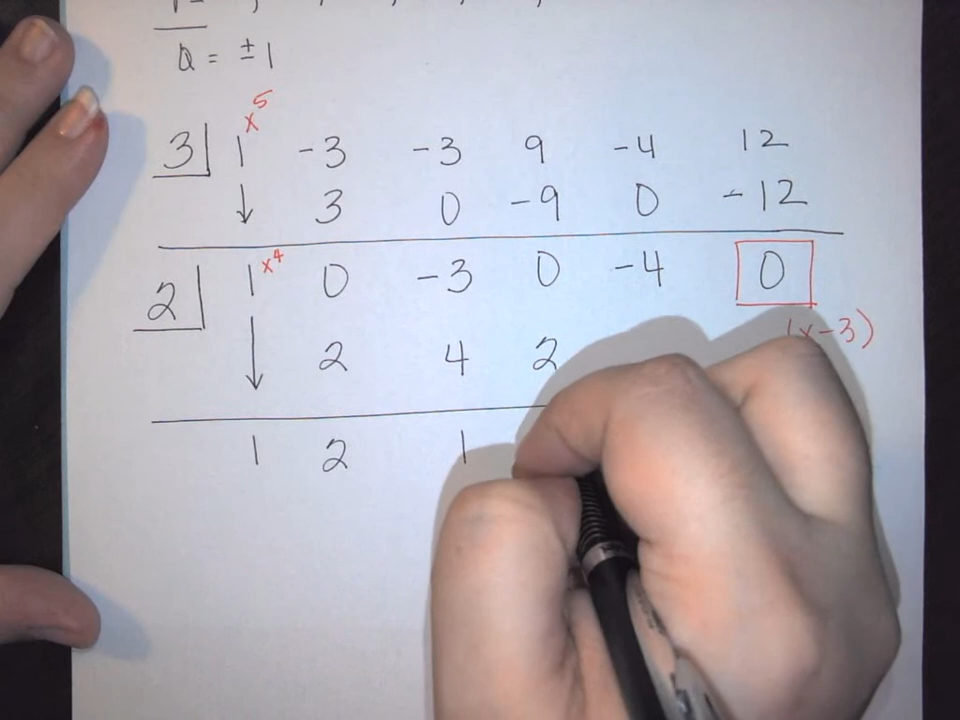 Q = ± 1
x⁵
3 1 -3 -3 9 -4 12
↓ 3 0 -9 0 -12
2 1 x⁴ 0 -3 0 -4 0
(x-3)
↓ 2 4 2
1 2 1